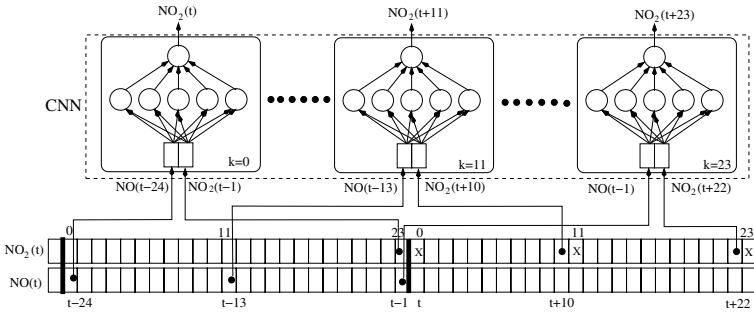 NO2(t) NO2(t+11) NO2(t+23)
CNN
k=0 k=11 k=23
NO(t−24) NO2(t−1) NO(t−13) NO2(t+10) NO(t−1) NO2(t+22)
0 11 23 0 11 23
NO2(t) X X X
NO(t)
t−24 t−13 t−1 t t+10 t+22